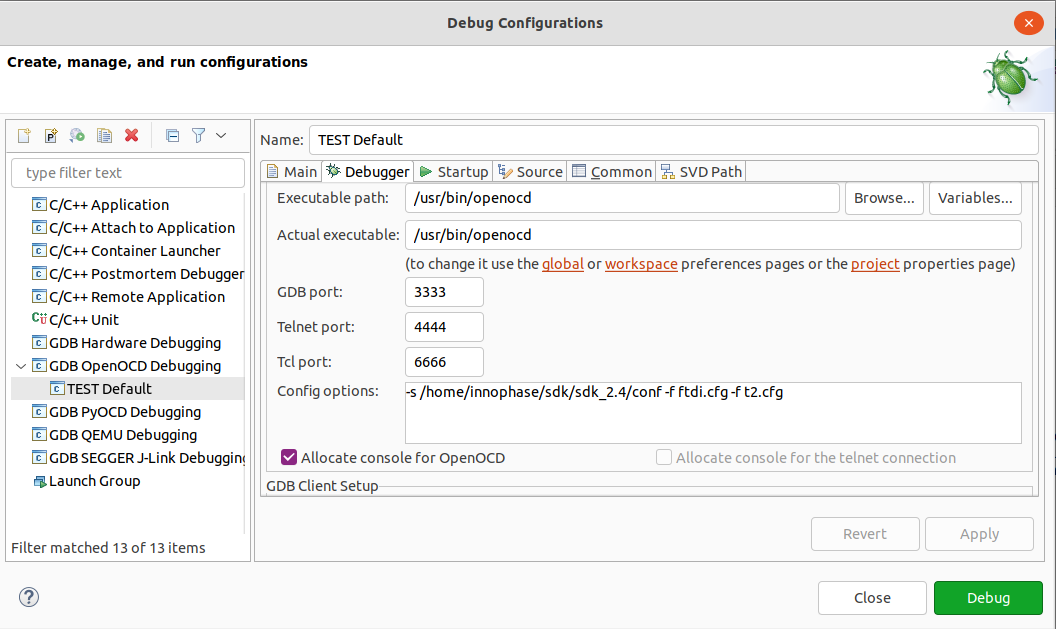 Debug Configurations
Create, manage, and run configurations
type filter text
C/C++ Application
C/C++ Attach to Application
C/C++ Container Launcher
C/C++ Postmortem Debugger
C/C++ Remote Application
C/C++ Unit
GDB Hardware Debugging
GDB OpenOCD Debugging
TEST Default
GDB PyOCD Debugging
GDB QEMU Debugging
GDB SEGGER J-Link Debugging
Launch Group
Filter matched 13 of 13 items
Name: TEST Default
Main Debugger Startup Source Common SVD Path
Executable path: /usr/bin/openocd Browse... Variables...
Actual executable: /usr/bin/openocd
(to change it use the global or workspace preferences pages or the project properties page)
GDB port: 3333
Telnet port: 4444
Tcl port: 6666
Config options: -s /home/innophase/sdk/sdk_2.4/conf -f ftdi.cfg -f t2.cfg
Allocate console for OpenOCD Allocate console for the telnet connection
GDB Client Setup
Revert Apply
? Close Debug